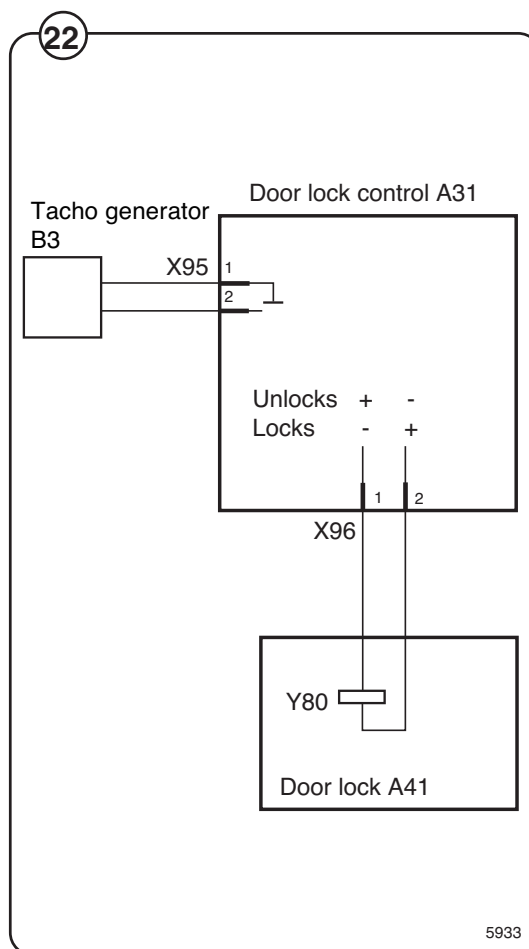 22
Door lock control A31
Tacho generator
B3
X95
1
2
Unlocks + -
Locks - +
1
2
X96
Y80
Door lock A41
5933